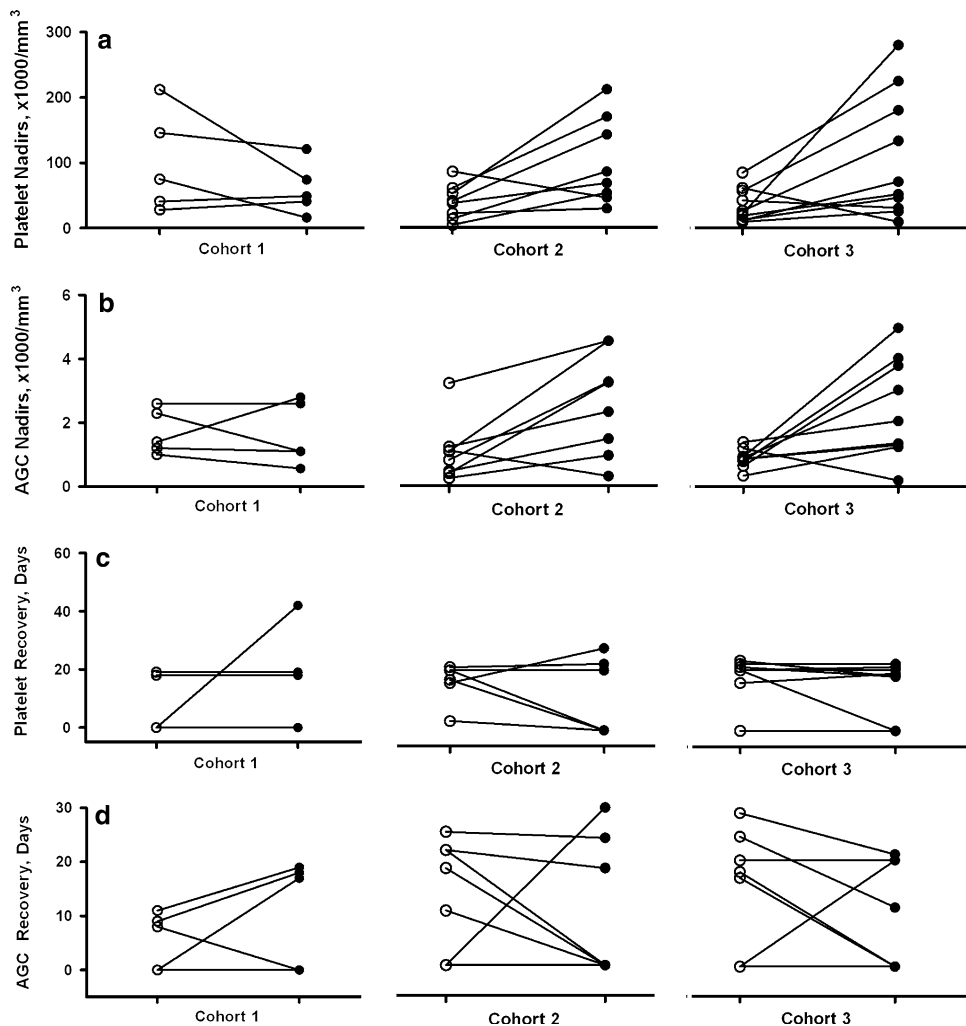 a
Platelet Nadirs, x1000/mm3
300
200
100
0
Cohort 1
Cohort 2
Cohort 3
b
AGC Nadirs, x1000/mm3
6
4
2
0
Cohort 1
Cohort 2
Cohort 3
c
Platelet Recovery, Days
60
40
20
0
Cohort 1
Cohort 2
Cohort 3
d
AGC Recovery, Days
30
20
10
0
Cohort 1
Cohort 2
Cohort 3